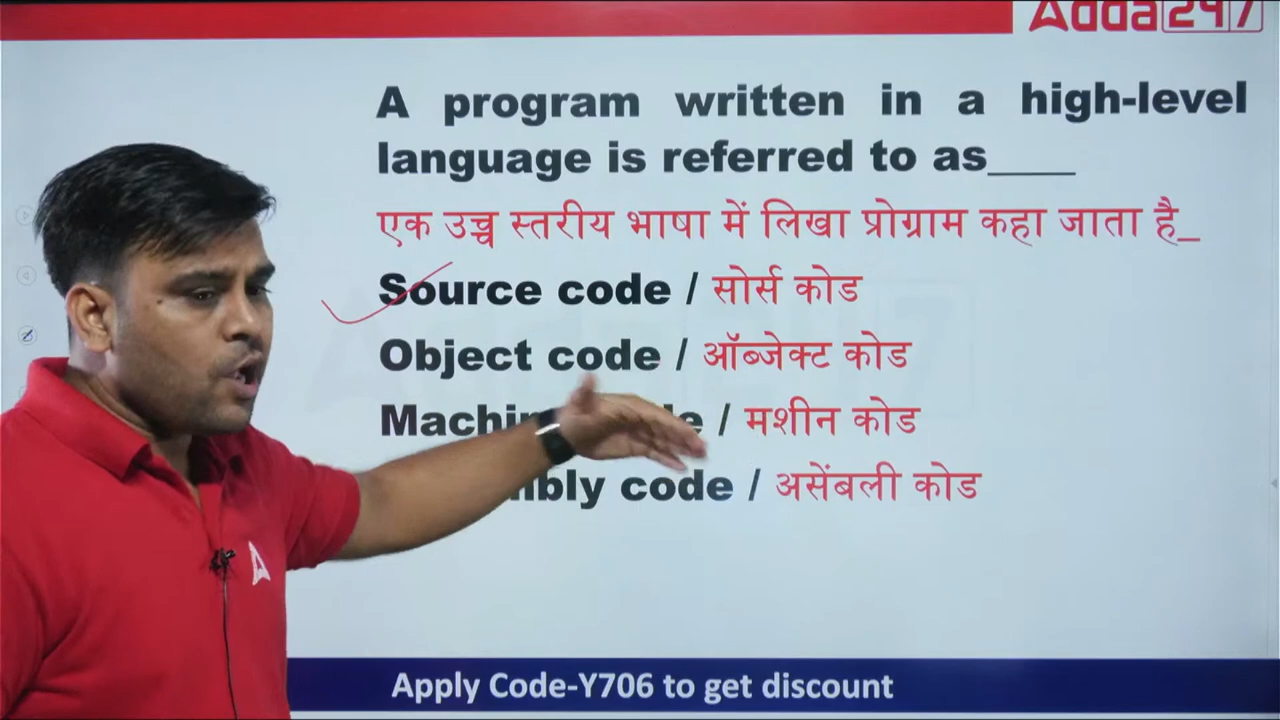 Adda247
A program written in a high-level
language is referred to as____
एक उच्च स्तरीय भाषा में लिखा प्रोग्राम कहा जाता है_
Source code / सोर्स कोड
Object code / ऑब्जेक्ट कोड
/ मशीन कोड
code / असेंबली कोड
Apply Code-Y706 to get discount